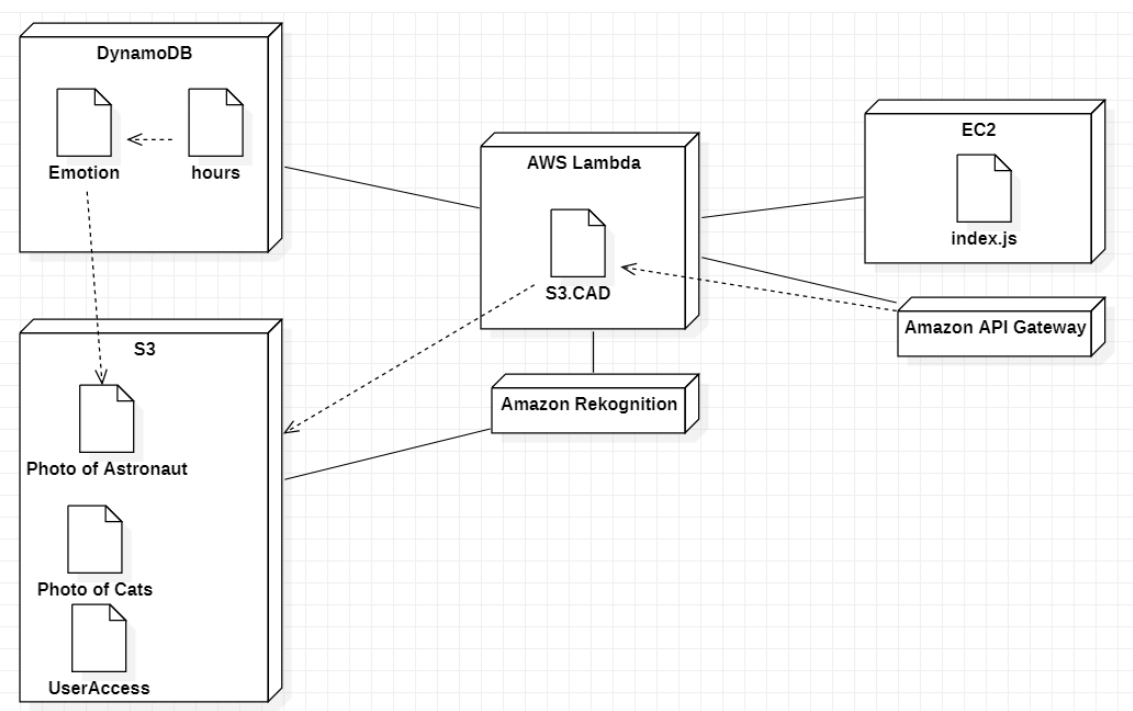 DynamoDB
Emotion
hours
AWS Lambda
S3.CAD
EC2
index.js
Amazon API Gateway
Amazon Rekognition
S3
Photo of Astronaut
Photo of Cats
UserAccess